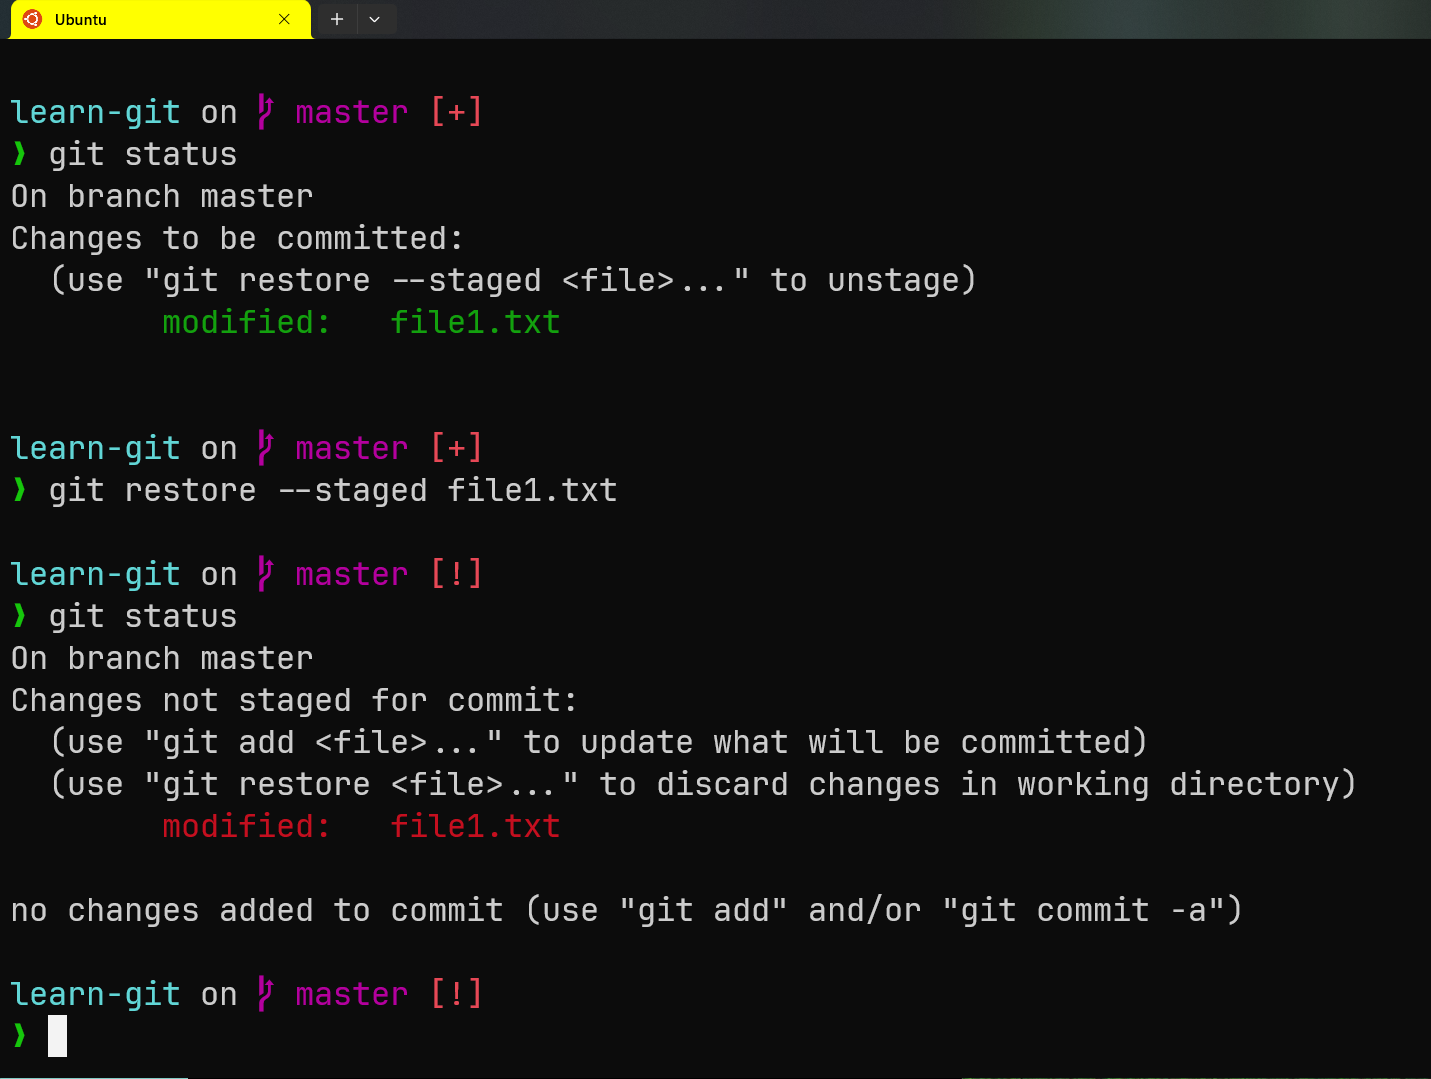 Ubuntu
learn-git on master [+]
❯ git status
On branch master
Changes to be committed:
  (use "git restore --staged <file>..." to unstage)
        modified:   file1.txt
learn-git on master [+]
❯ git restore --staged file1.txt
learn-git on master [!]
❯ git status
On branch master
Changes not staged for commit:
  (use "git add <file>..." to update what will be committed)
  (use "git restore <file>..." to discard changes in working directory)
        modified:   file1.txt
no changes added to commit (use "git add" and/or "git commit -a")
learn-git on master [!]
❯